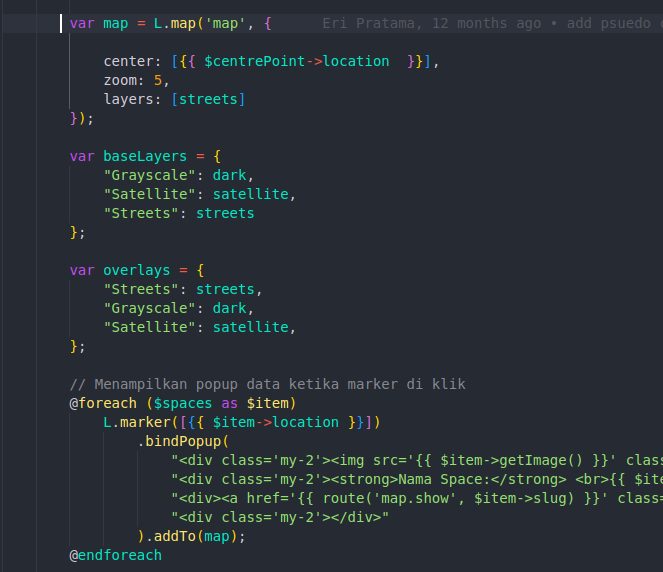 var map = L.map('map', {      Eri Pratama, 12 months ago • add psuedo
    center: [{{ $centrePoint->location  }}],
    zoom: 5,
    layers: [streets]
});
var baseLayers = {
    "Grayscale": dark,
    "Satellite": satellite,
    "Streets": streets
};
var overlays = {
    "Streets": streets,
    "Grayscale": dark,
    "Satellite": satellite,
};
// Menampilkan popup data ketika marker di klik
@foreach ($spaces as $item)
    L.marker([{{ $item->location }}])
        .bindPopup(
            "<div class='my-2'><img src='{{ $item->getImage() }}' clas
            "<div class='my-2'><strong>Nama Space:</strong> <br>{{ $ite
            "<div><a href='{{ route('map.show', $item->slug) }}' class=
            "<div class='my-2'></div>"
        ).addTo(map);
@endforeach